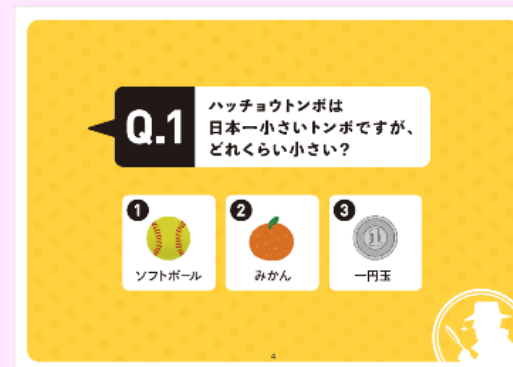 Q.1
ハッチョウトンボは
日本一小さいトンボですが、
どれくらい小さい?
1
ソフトボール
2
みかん
3
1
一円玉
4